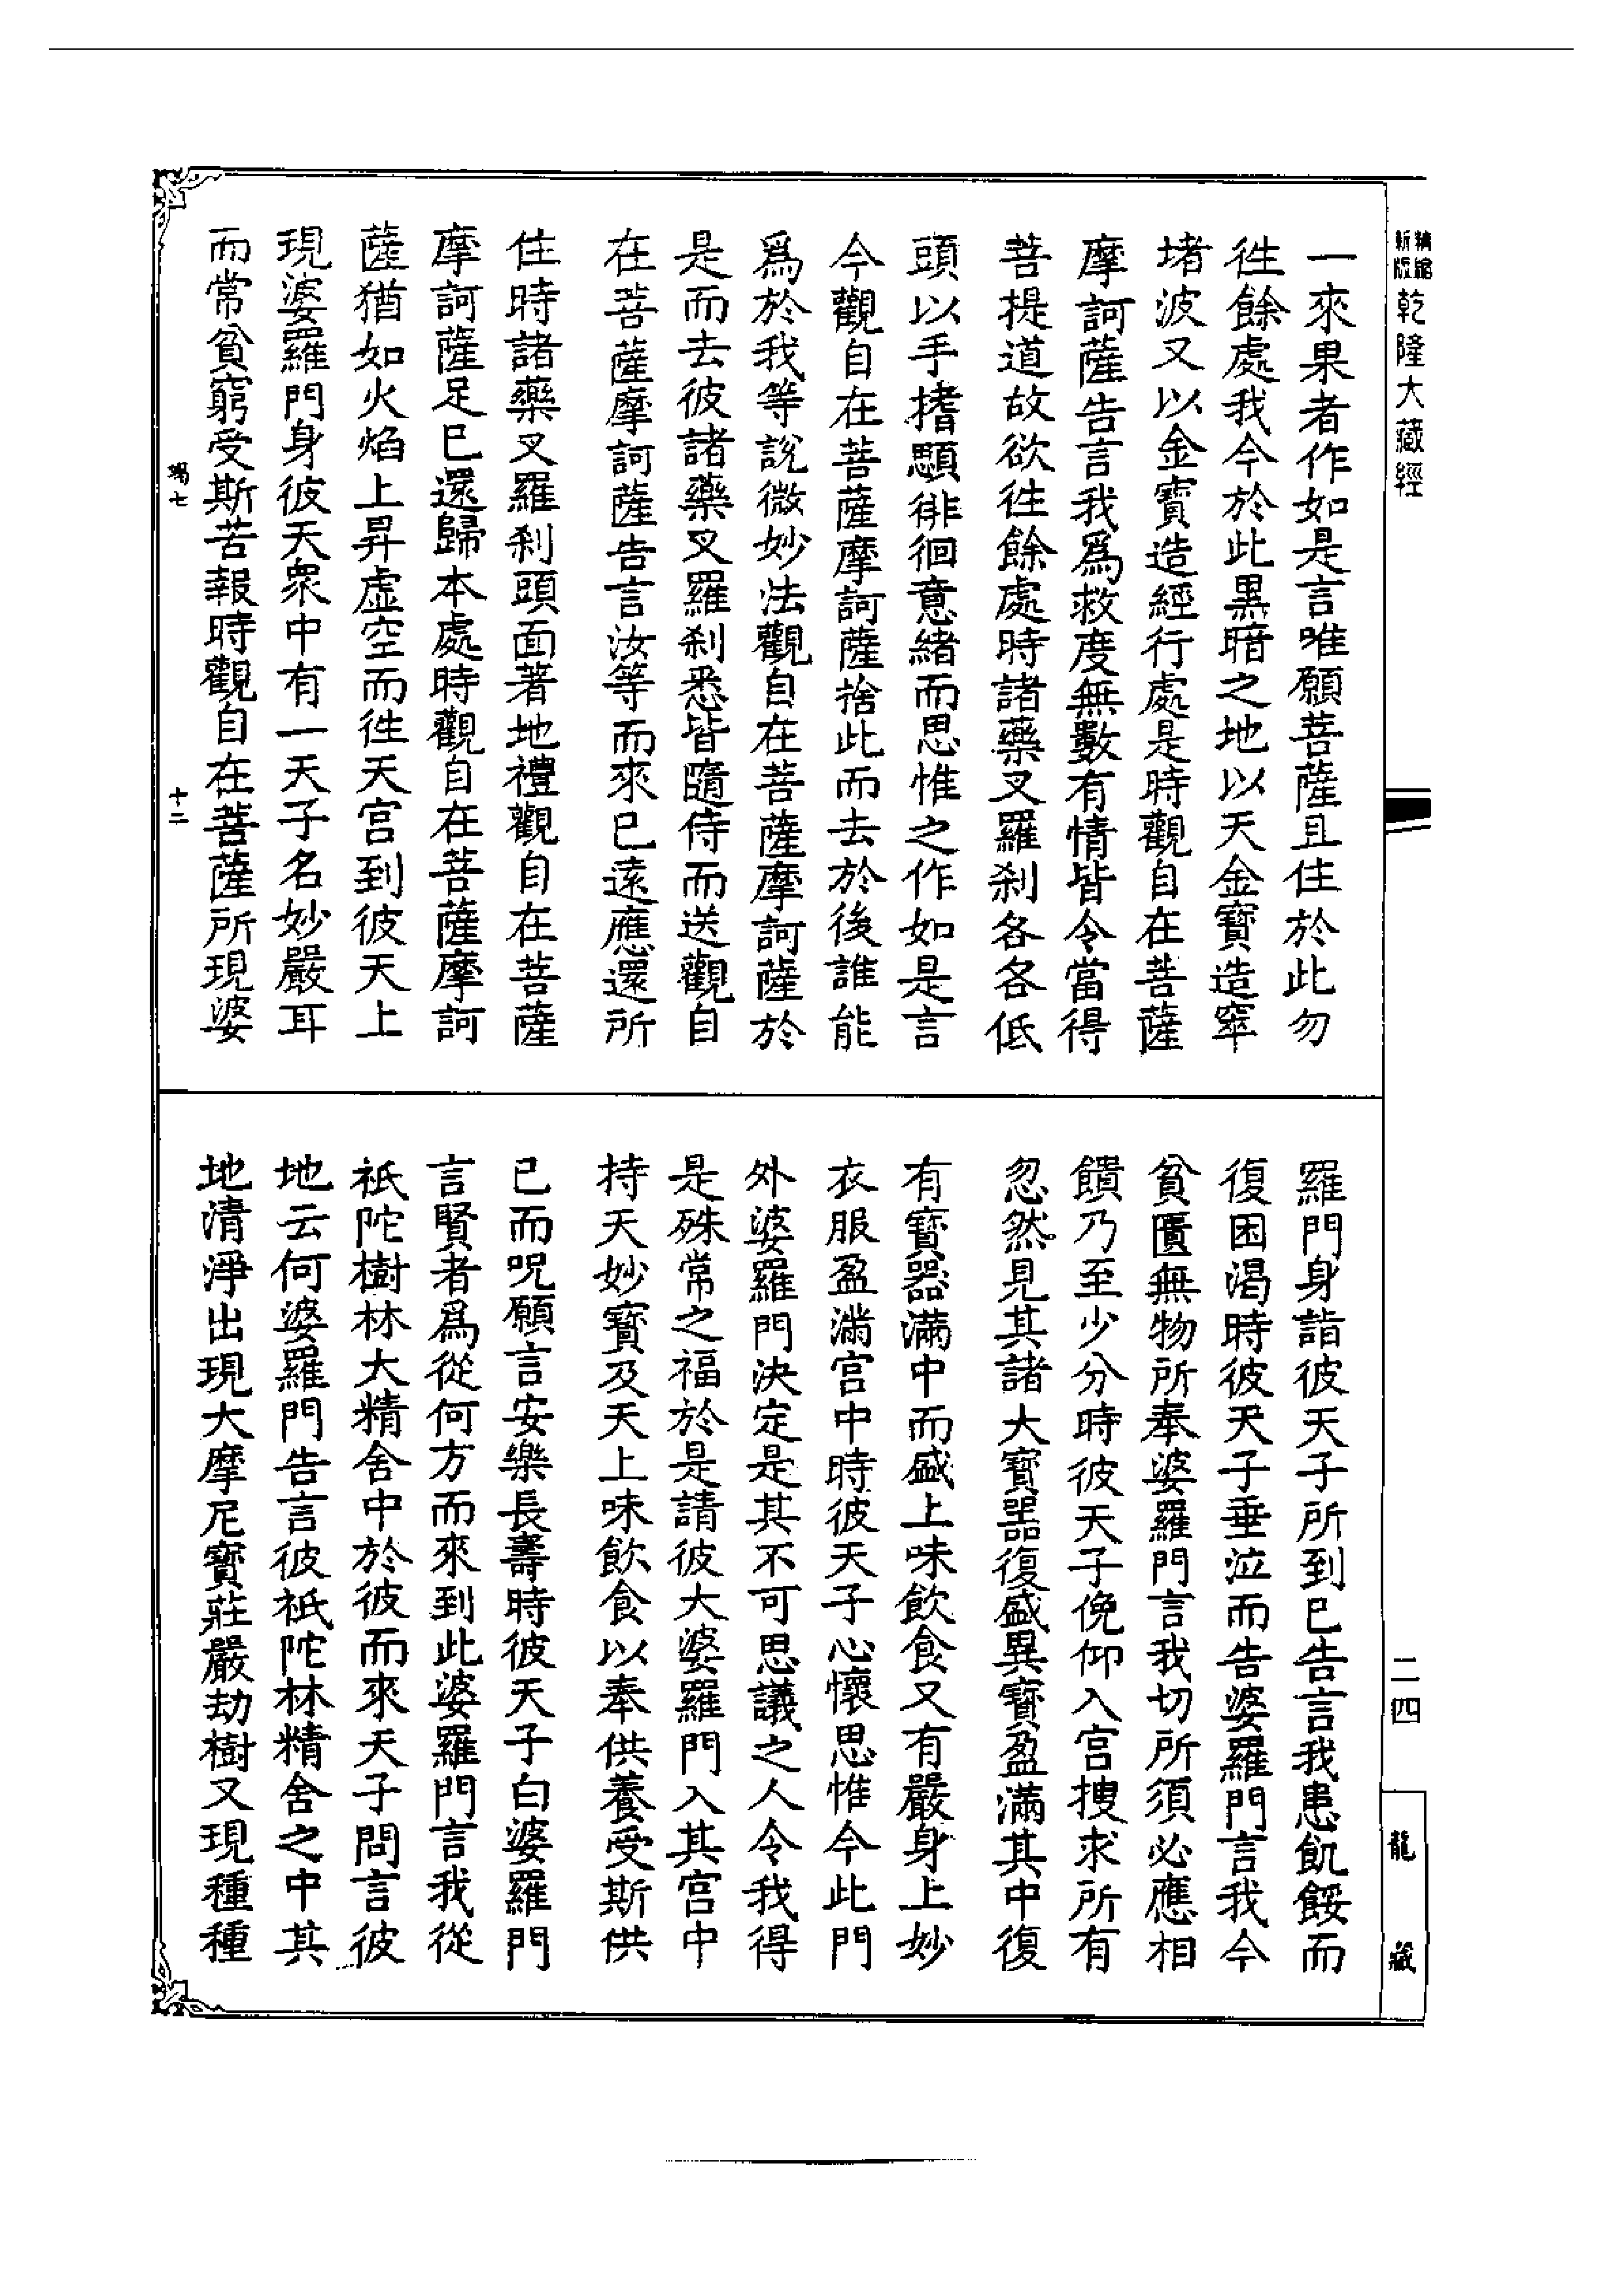 精縮新版乾隆大藏經
一來果者作如是言唯願菩薩且住於此勿
徃餘處我今於此黑暗之地以天金寶造窣
堵波又以金寶造經行處是時觀自在菩薩
摩訶薩告言我爲救度無數有情皆令當得
菩提道故欲徃餘處時諸藥叉羅刹各各低
頭以手搘顋徘徊意緒而思惟之作如是言
今觀自在菩薩摩訶薩捨此而去於後誰能
爲於我等說微妙法觀自在菩薩摩訶薩於
是而去彼諸藥叉羅刹悉皆隨侍而送觀自
在菩薩摩訶薩告言汝等而來已遠應還所
住時諸藥叉羅刹頭面著地禮觀自在菩薩
摩訶薩足已還歸本處時觀自在菩薩摩訶
薩猶如火焰上昇虛空而徃天宮到彼天上
現婆羅門身彼天衆中有一天子名妙嚴耳
而常貧窮受斯苦報時觀自在菩薩所現婆
竭七
十二
羅門身詣彼天子所到已告言我患飢餒而
復困渴時彼天子垂泣而告婆羅門言我今
貧匱無物所奉婆羅門言我切所須必應相
饋乃至少分時彼天子俛仰入宮搜求所有
忽然見其諸大寶器復盛異寶盈滿其中復
有寶器滿中而盛上味飲食又有嚴身上妙
衣服盈滿宮中時彼天子心懷思惟今此門
外婆羅門決定是其不可思議之人令我得
是殊常之福於是請彼大婆羅門入其宮中
持天妙寶及天上味飲食以奉供養受斯供
已而呪願言安樂長壽時彼天子白婆羅門
言賢者爲從何方而來到此婆羅門言我從
祇陀樹林大精舍中於彼而來天子問言彼
地云何婆羅門告言彼祇陀林精舍之中其
地清淨出現大摩尼寶莊嚴劫樹又現種種
二四
龍藏